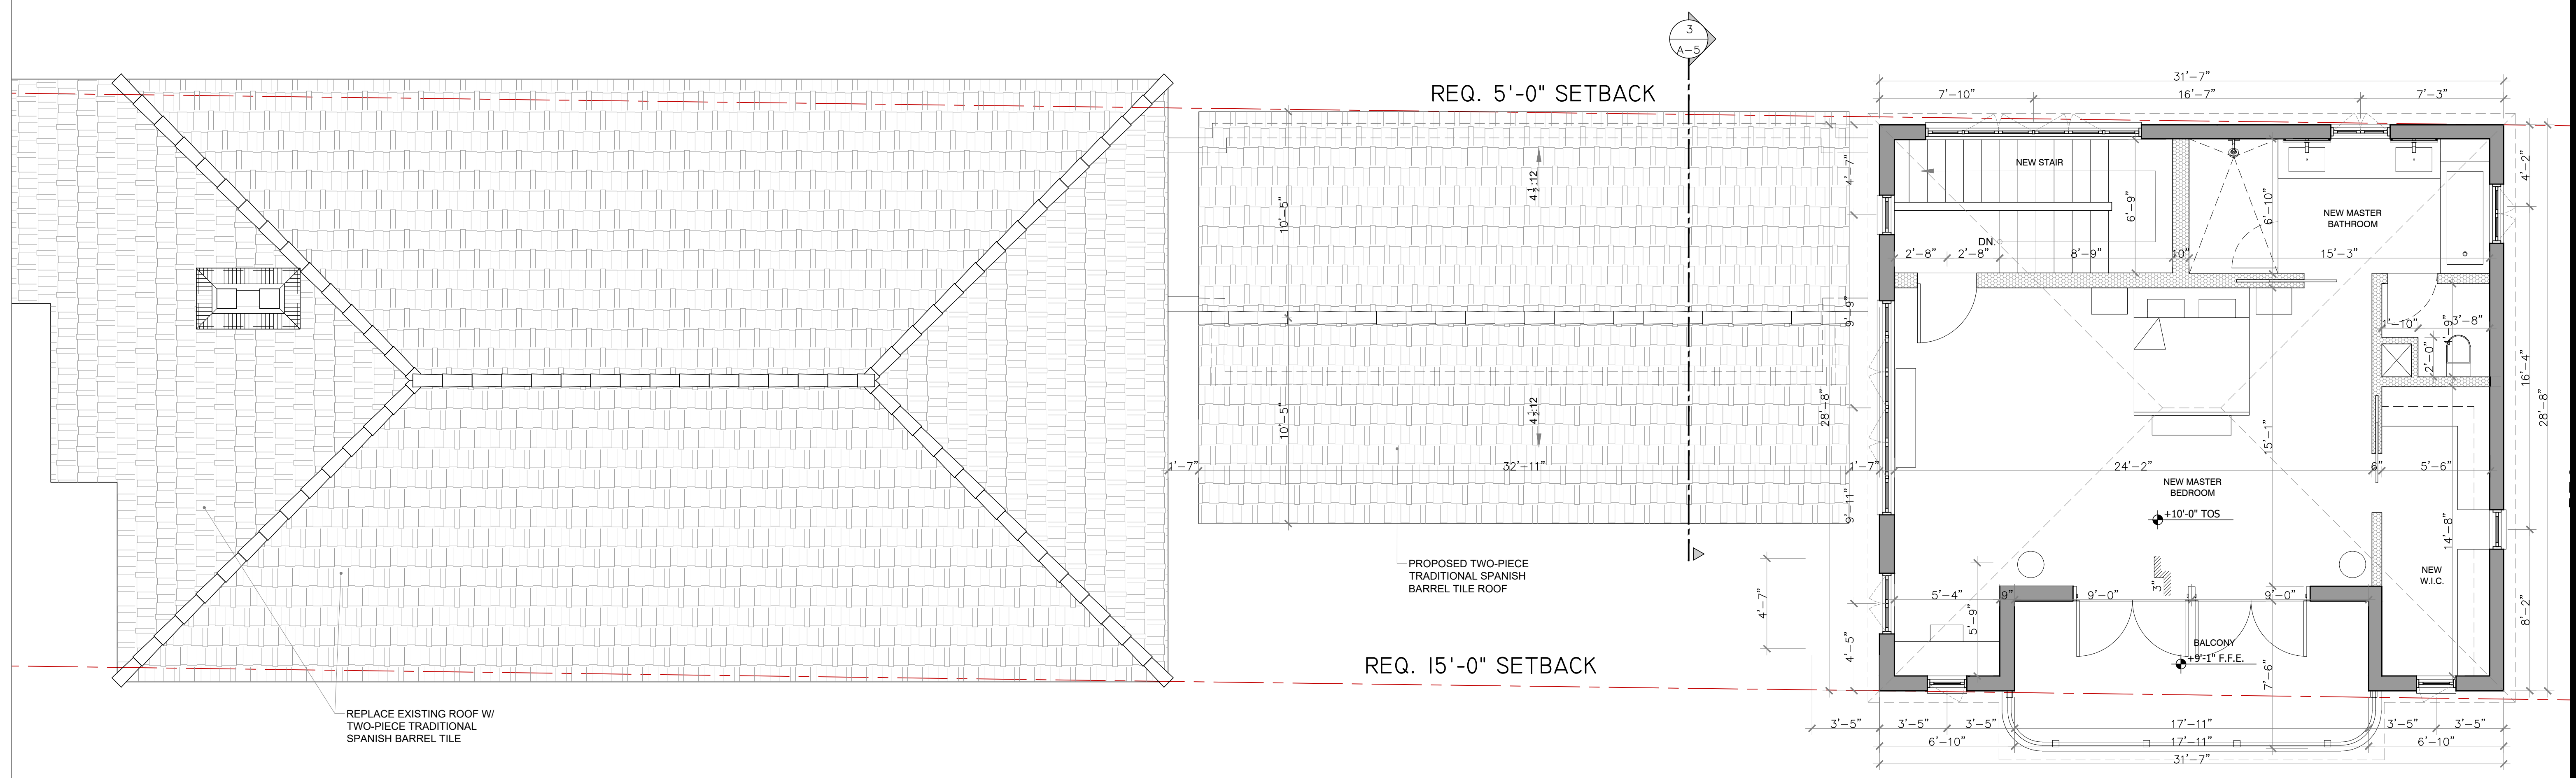 3
A-5
REQ. 5'-0" SETBACK
31'-7"
7'-10"
16'-7"
7'-3"
4'-7"
NEW STAIR
4'-2"
4 1/2:12
10'-5"
6'-9"
6'-10"
NEW MASTER
BATHROOM
DN.
2'-8"
2'-8"
8'-9"
10"
15'-3"
9'-9"
1'-10"
3'-8"
4'-9"
2'-0"
16'-4"
28'-8"
28'-8"
4 1/2:12
10'-5"
15'-1"
1'-7"
32'-11"
1'-7"
24'-2"
6"
5'-6"
NEW MASTER
BEDROOM
+10'-0" TOS
9'-11"
14'-8"
PROPOSED TWO-PIECE
TRADITIONAL SPANISH
BARREL TILE ROOF
NEW
W.I.C.
4'-7"
5'-4"
9"
9'-0"
3"
9'-0"
5'-9"
8'-2"
4'-5"
BALCONY
+9'-1" F.F.E.
7'-6"
REQ. 15'-0" SETBACK
REPLACE EXISTING ROOF W/
TWO-PIECE TRADITIONAL
SPANISH BARREL TILE
3'-5"
3'-5"
3'-5"
17'-11"
3'-5"
3'-5"
6'-10"
17'-11"
6'-10"
31'-7"